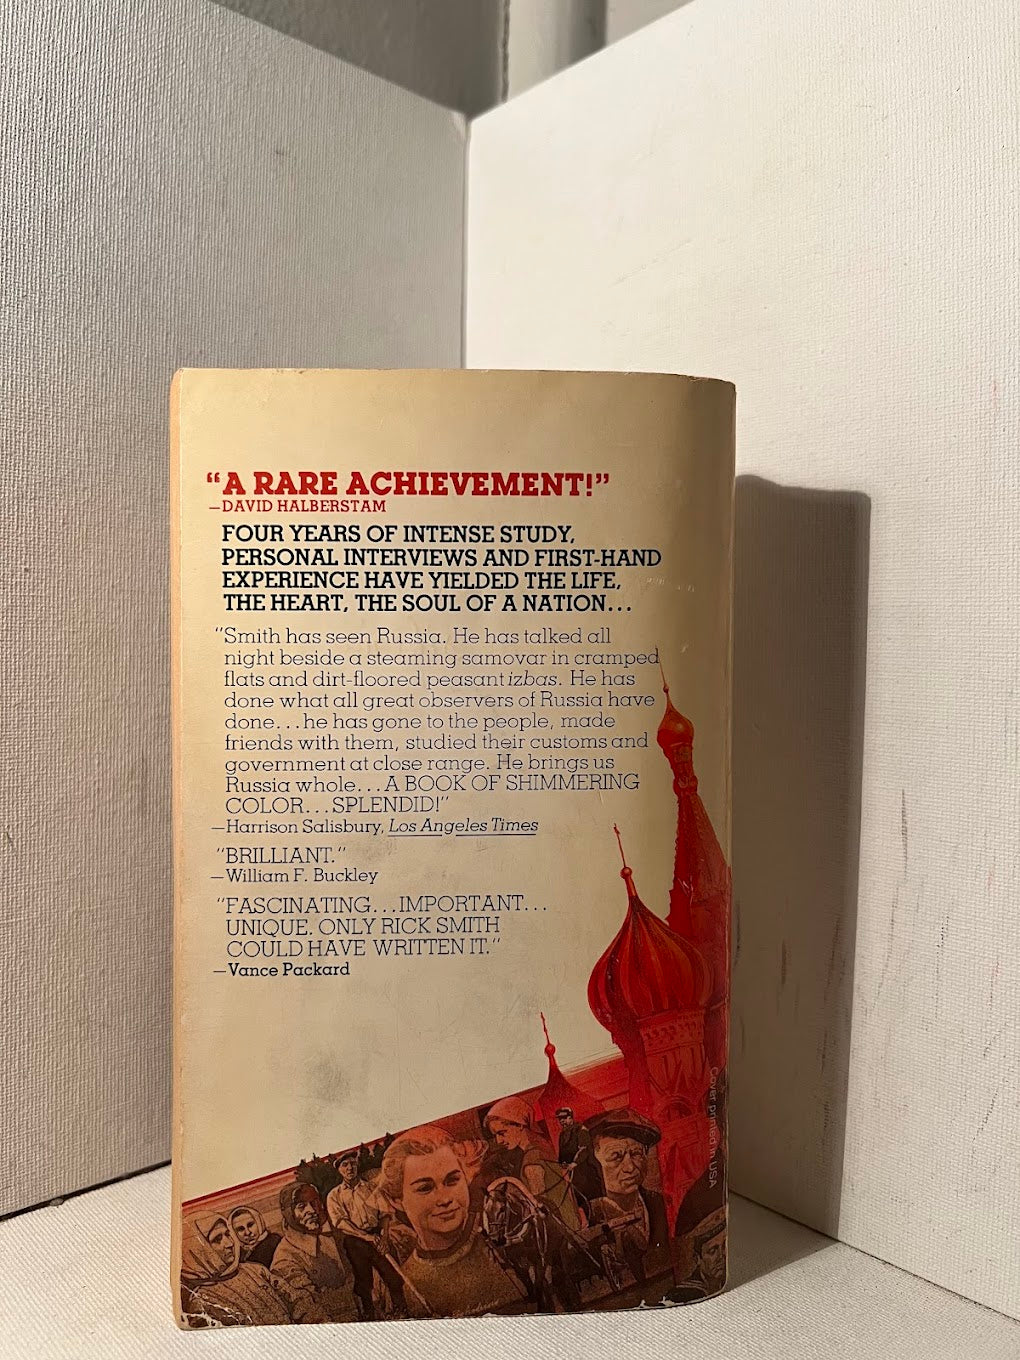 “A RARE ACHIEVEMENT!”
—DAVID HALBERSTAM
FOUR YEARS OF INTENSE STUDY,
PERSONAL INTERVIEWS AND FIRST-HAND
EXPERIENCE HAVE YIELDED THE LIFE,
THE HEART, THE SOUL OF A NATION...
“Smith has seen Russia. He has talked all
night beside a steaming samovar in cramped
flats and dirt-floored peasant izbas. He has
done what all great observers of Russia have
done...he has gone to the people, made
friends with them, studied their customs and
government at close range. He brings us
Russia whole...A BOOK OF SHIMMERING
COLOR...SPLENDID!”
—Harrison Salisbury, Los Angeles Times
“BRILLIANT.”
—William F. Buckley
“FASCINATING...IMPORTANT...
UNIQUE. ONLY RICK SMITH
COULD HAVE WRITTEN IT.”
—Vance Packard
Cover printed in USA